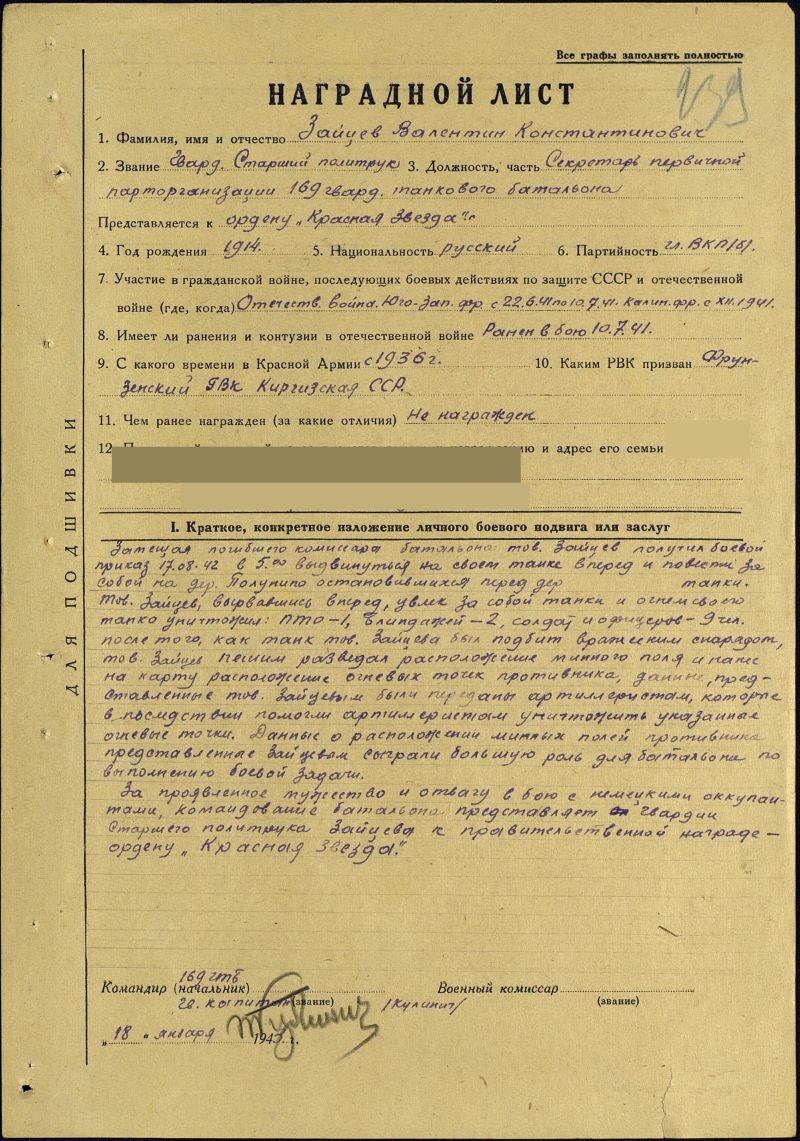 Все графы заполнять полностью
239
НАГРАДНОЙ ЛИСТ
1. Фамилия, имя и отчество Зайцев Валентин Константинович
2. Звание Гвард. Старший политрук 3. Должность, часть Секретарь первичной
парторганизации 169 гвард. танкового батальона
Представляется к ордену „Красная Звезда"
4. Год рождения 1914. 5. Национальность русский 6. Партийность чл. ВКП/б/.
7. Участие в гражданской войне, последующих боевых действиях по защите СССР и отечественной
войне (где, когда) Отечеств. война. Юго-Зап. фр. с 22.6.41 по 10.7.41. Калин. фр. с XII.1941.
8. Имеет ли ранения и контузии в отечественной войне Ранен в бою 10.7.41.
9. С какого времени в Красной Армии с 1936 г. 10. Каким РВК призван Фрун-
зенский ГВК Киргизская ССР.
11. Чем ранее награжден (за какие отличия) Не награжден
12. и адрес его семьи
ДЛЯ ПОДШИВКИ
I. Краткое, конкретное изложение личного боевого подвига или заслуг
Замещая погибшего комиссара батальона тов. Зайцев получил боевой
приказ 17.08.42 в 5.00 выдвинуться на своем танке вперед и повести за
собой на дер. Полунино остановившихся перед дер танки.
Тов. Зайцев, вырвавшись вперед, увлек за собой танки и огнем своего
танка уничтожил: ПТО-1, Блиндажей-2, солдат и офицеров-9 чел.
после того, как танк тов. Зайцева был подбит вражеским снарядом,
тов. Зайцев пешим разведал расположение минного поля и нанес
на карту расположение огневых точек противника, данные, пред-
ставленные тов. Зайцевым были переданы артиллеристам, которые
в последствии помогли артиллеристам уничтожить указанные
огневые точки. Данные о расположении минных полей противника
представленные Зайцевым сыграли большую роль для батальона по
выполнению боевой задачи.
За проявленное мужество и отвагу в бою с немецкими оккупан-
тами, командование батальона представляет гвардии
Старшего политрука Зайцева к правительственной награде-
ордену „Красная Звезда."
169 гтб
Командир (начальник) Военный комиссар
гв. капитан (звание) /Кулинич/ (звание)
„18" января 1943 г.